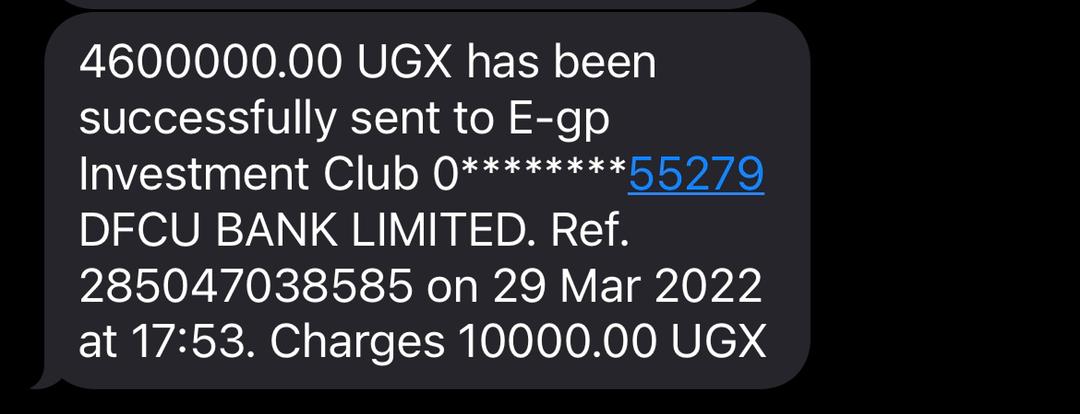 4600000.00 UGX has been
successfully sent to E-gp
Investment Club 0********55279
DFCU BANK LIMITED. Ref.
285047038585 on 29 Mar 2022
at 17:53. Charges 10000.00 UGX